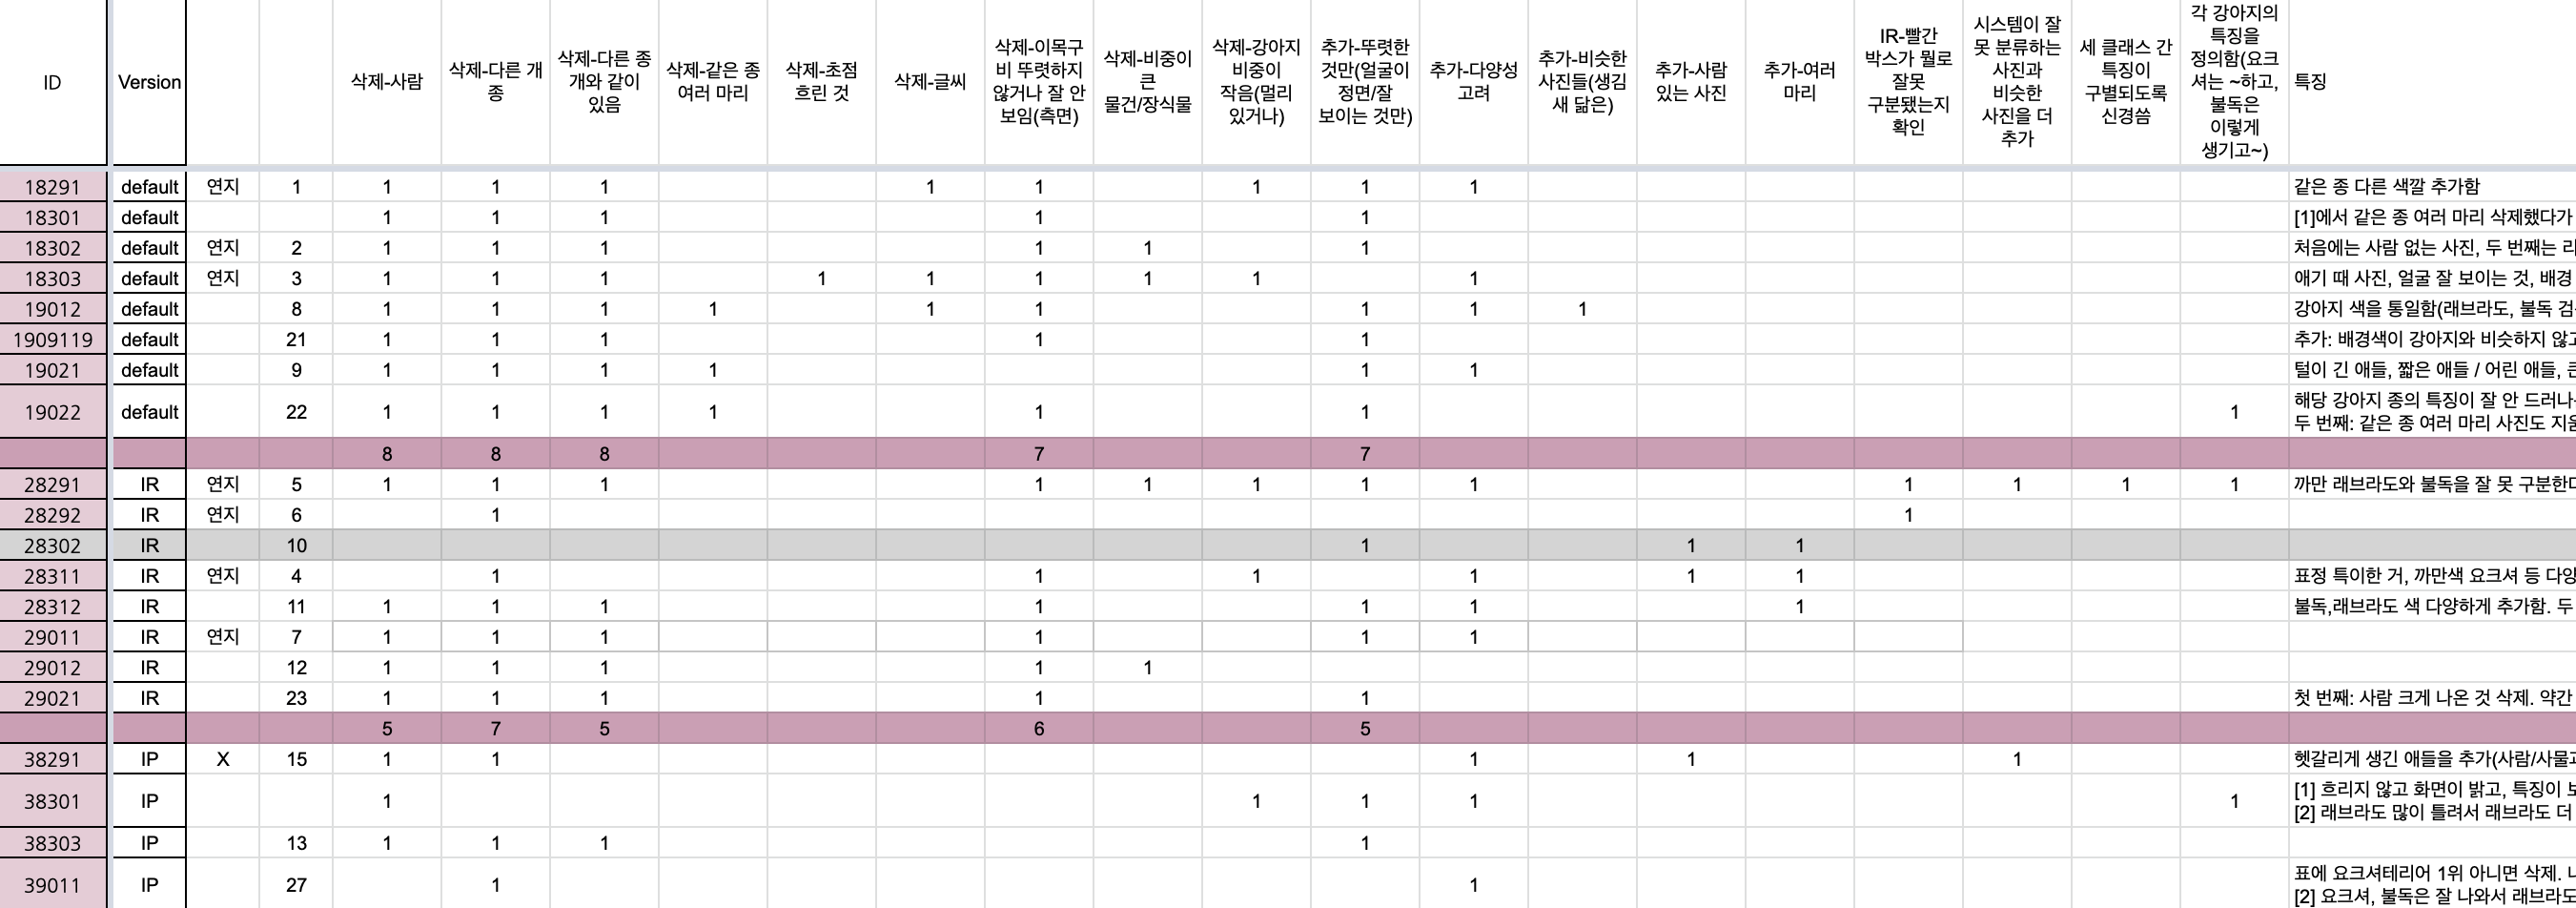 ID Version 삭제-사람 삭제-다른 개 종 삭제-다른 종 개와 같이 있음 삭제-같은 종 여러 마리 삭제-초점 흐린 것 삭제-글씨 삭제-이목구비 뚜렷하지 않거나 잘 안 보임(측면) 삭제-비중이 큰 물건/장식물 삭제-강아지 비중이 작음(멀리 있거나) 추가-뚜렷한 것만(얼굴이 정면/잘 보이는 것만) 추가-다양성 고려 추가-비슷한 사진들(생김새 닮은) 추가-사람 있는 사진 추가-여러 마리 IR-빨간 박스가 뭘로 잘못 구분됐는지 확인 시스템이 잘 못 분류하는 사진과 비슷한 사진을 더 추가 세 클래스 간 특징이 구별되도록 신경씀 각 강아지의 특징을 정의함(요크셔는 ~하고, 불독은 이렇게 생기고~) 특징
18291 default 연지 1 1 1 1 1 1 1 1 1 같은 종 다른 색깔 추가함
18301 default 1 1 1 1 1 [1]에서 같은 종 여러 마리 삭제했다가
18302 default 연지 2 1 1 1 1 1 1 처음에는 사람 없는 사진, 두 번째는
18303 default 연지 3 1 1 1 1 1 1 1 1 1 애기 때 사진, 얼굴 잘 보이는 것, 배경
19012 default 8 1 1 1 1 1 1 1 1 1 강아지 색을 통일함(래브라도, 불독
1909119 default 21 1 1 1 1 1 추가: 배경색이 강아지와 비슷하지
19021 default 9 1 1 1 1 1 1 털이 긴 애들, 짧은 애들 / 어린 애들,
19022 default 22 1 1 1 1 1 1 1 해당 강아지 종의 특징이 잘 안
두 번째: 같은 종 여러 마리 사진도
8 8 8 7 7
28291 IR 연지 5 1 1 1 1 1 1 1 1 1 1 1 1 까만 래브라도와 불독을 잘 못
28292 IR 연지 6 1 1
28302 IR 10 1 1 1
28311 IR 연지 4 1 1 1 1 1 1 표정 특이한 거, 까만색 요크셔 등
28312 IR 11 1 1 1 1 1 1 1 불독,래브라도 색 다양하게 추가함. 두
29011 IR 연지 7 1 1 1 1 1 1
29012 IR 12 1 1 1 1 1
29021 IR 23 1 1 1 1 1 첫 번째: 사람 크게 나온 것 삭제. 약간
5 7 5 6 5
38291 IP X 15 1 1 1 1 1 헷갈리게 생긴 애들을
38301 IP 1 1 1 1 1 [1] 흐리지 않고 화면이 밝고, 특징이
[2] 래브라도 많이 틀려서 래브라도 더
38303 IP 13 1 1 1 1
39011 IP 27 1 1 표에 요크셔테리어 1위 아니면 삭제.
[2] 요크셔, 불독은 잘 나와서